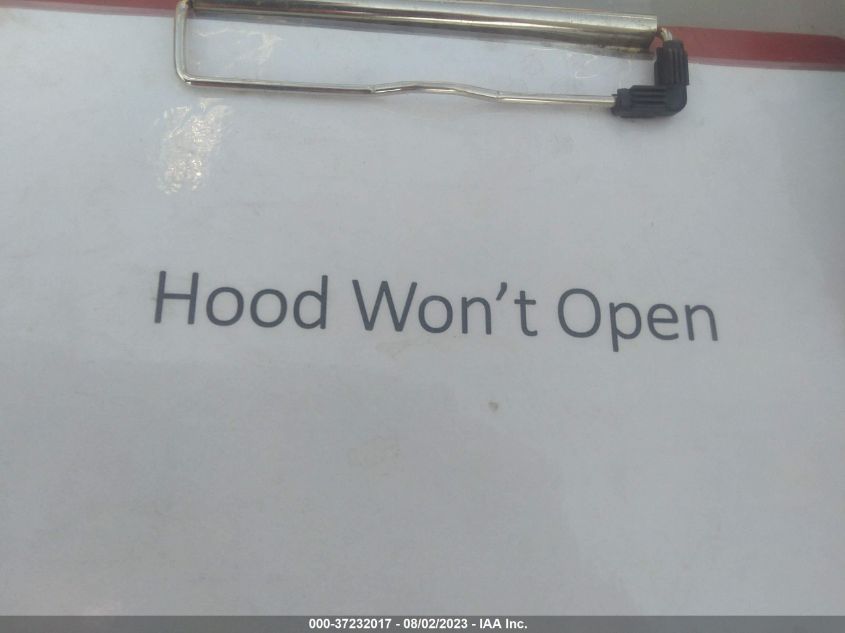 Hood Won’t Open
000-37232017 - 08/02/2023 - IAA Inc.